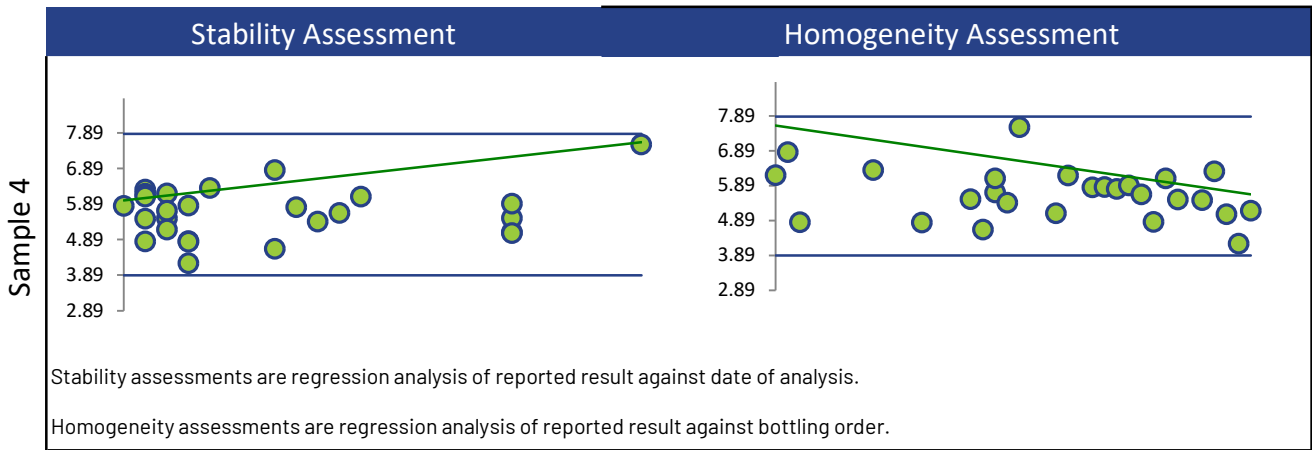 Stability Assessment
Homogeneity Assessment
Sample 4
7.89
6.89
5.89
4.89
3.89
2.89
7.89
6.89
5.89
4.89
3.89
2.89
Stability assessments are regression analysis of reported result against date of analysis.
Homogeneity assessments are regression analysis of reported result against bottling order.